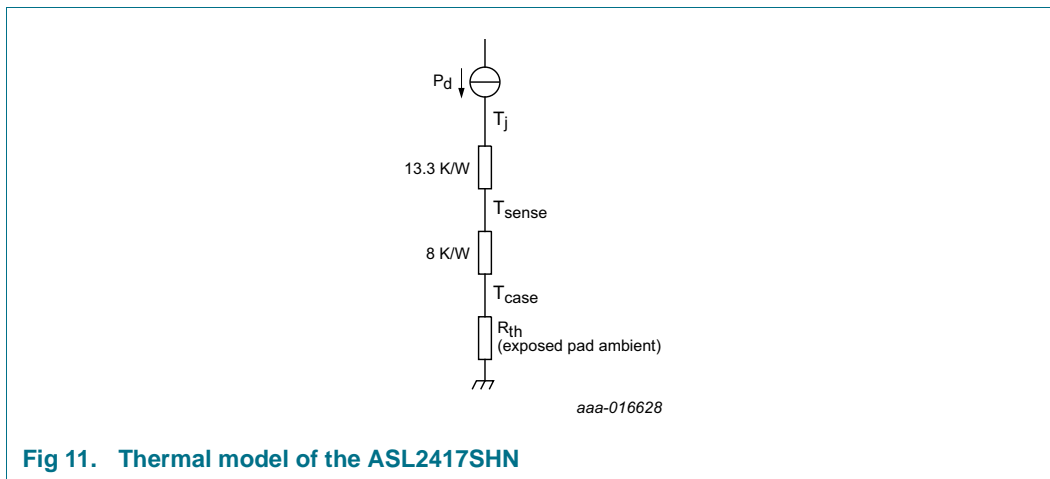 Pd
Tj
13.3 K/W
Tsense
8 K/W
Tcase
Rth
(exposed pad ambient)
aaa-016628
Fig 11. Thermal model of the ASL2417SHN